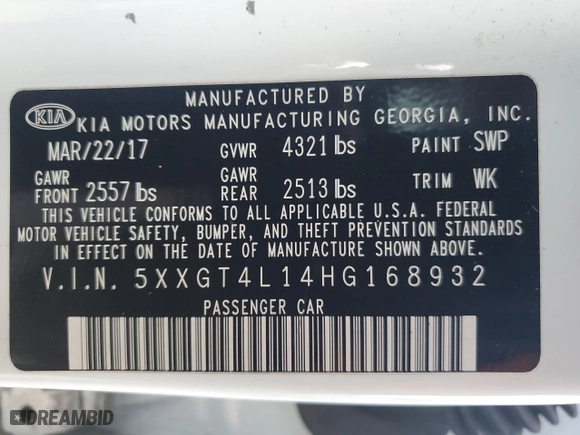 MANUFACTURED BY
KIA KIA MOTORS MANUFACTURING GEORGIA, INC.
MAR/22/17 GVWR 4321 lbs PAINT SWP
GAWR FRONT 2557 lbs GAWR REAR 2513 lbs TRIM WK
THIS VEHICLE CONFORMS TO ALL APPLICABLE U.S.A. FEDERAL
MOTOR VEHICLE SAFETY, BUMPER, AND THEFT PREVENTION STANDARDS
IN EFFECT ON THE DATE OF MANUFACTURE SHOWN ABOVE.
V.I.N. 5XXGT4L14HG168932
PASSENGER CAR
DREAMBID